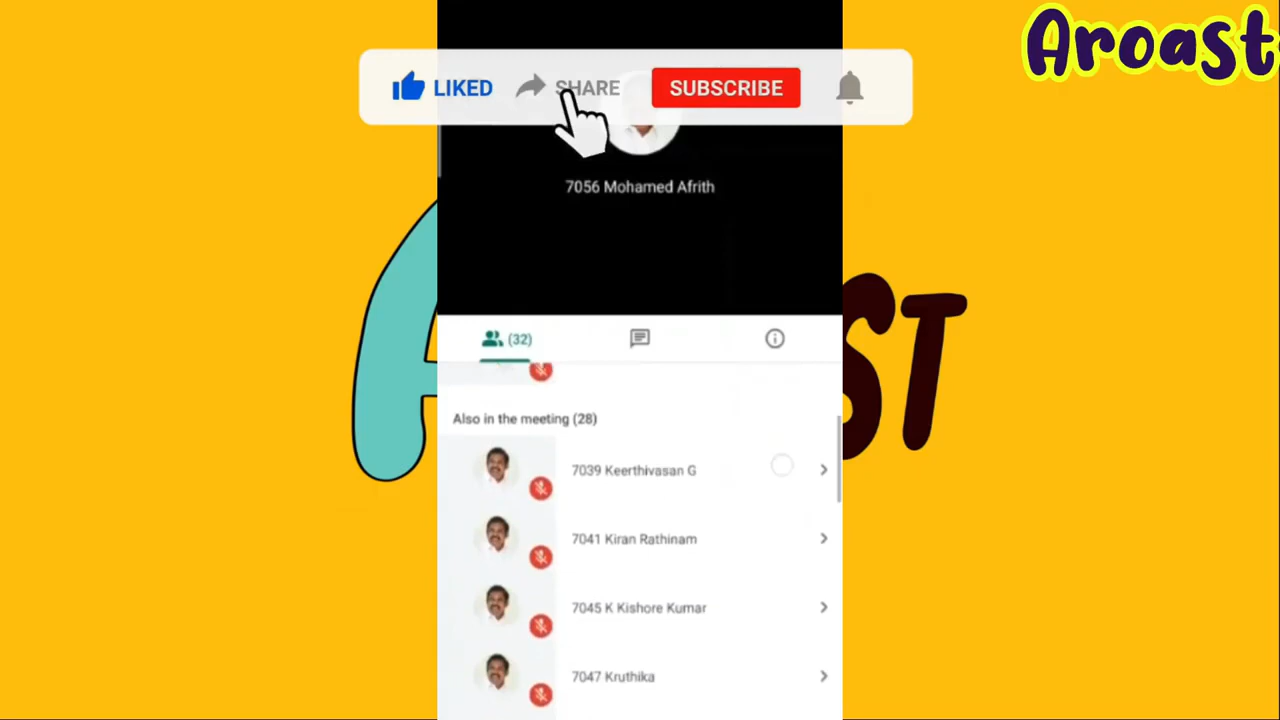 Aroast
LIKED SHARE SUBSCRIBE
7056 Mohamed Afrith
(32)
Also in the meeting (28)
7039 Keerthivasan G
7041 Kiran Rathinam
7045 K Kishore Kumar
7047 Kruthika
A ST